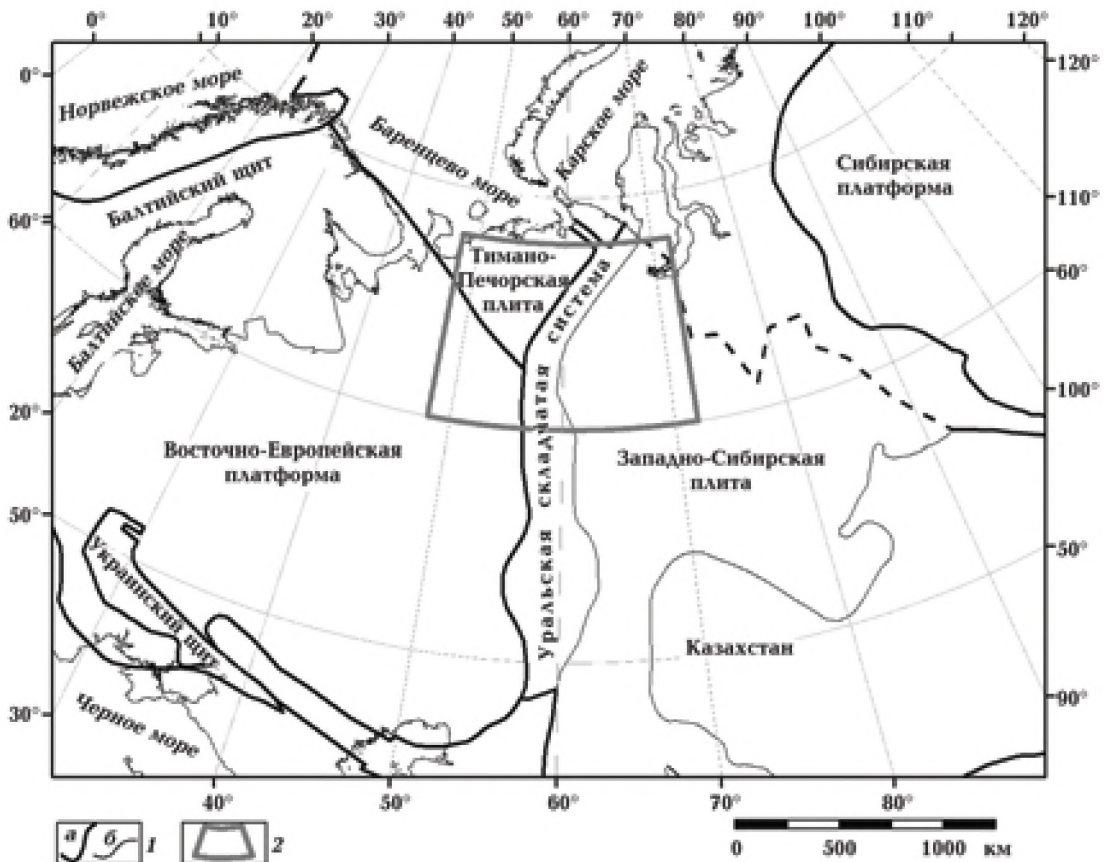 0° 10° 20° 30° 40° 50° 60° 70° 80° 90° 100° 110° 120°
0°
60°
20°
50°
30°
120°
110°
60°
100°
50°
90°
Норвежское море
Баренцево море
Карское море
Сибирская
платформа
Балтийский щит
Балтийское море
Тимано-
Печорская
плита
Уральская складчатая система
Восточно-Европейская
платформа
Западно-Сибирская
плита
Украинский щит
Казахстан
Черное море
40° 50° 60° 70° 80°
а б 1 2
0 500 1000 км